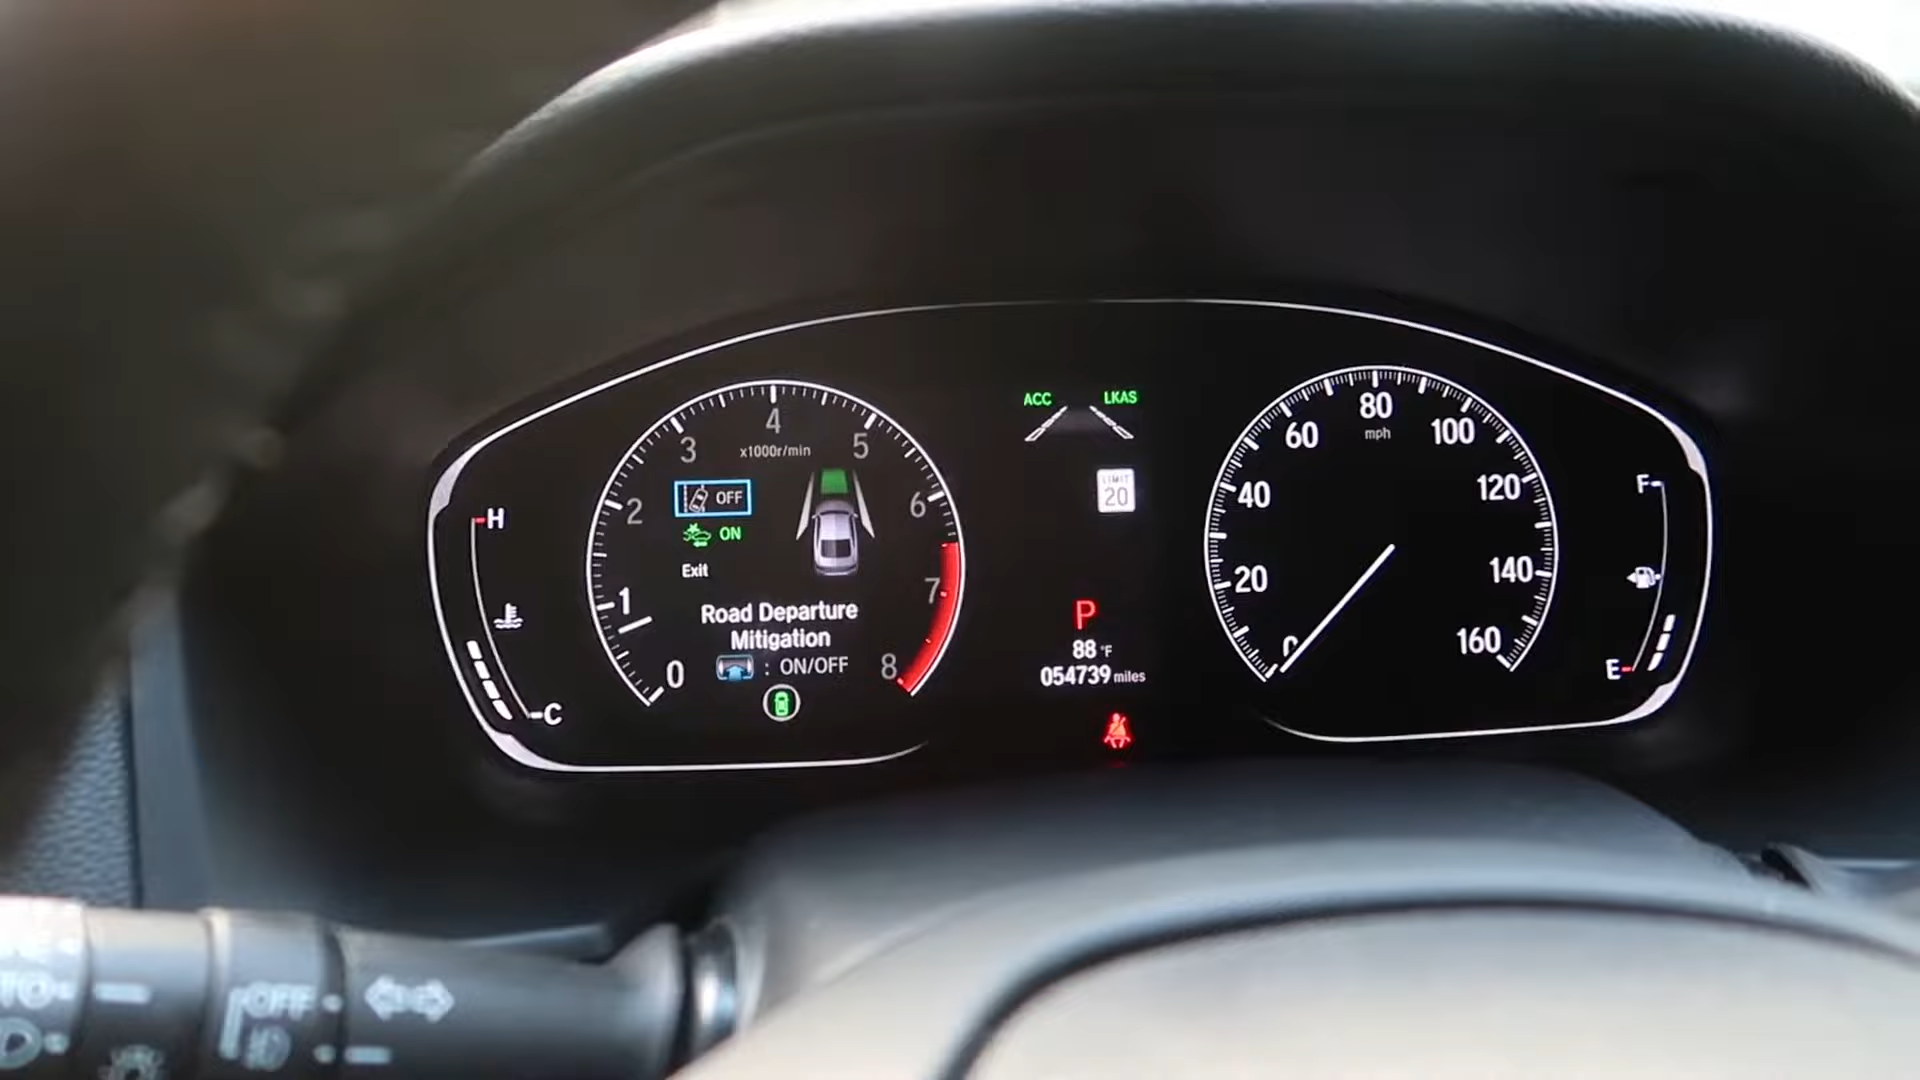 4
3
5
x1000r/min
2
6
OFF
ON
Exit
1
7
Road Departure
Mitigation
: ON/OFF
0
8
H
C
ACC
LKAS
LIMIT
20
P
88 °F
054739 miles
80
mph
60
100
40
120
20
140
160
F
E
OFF